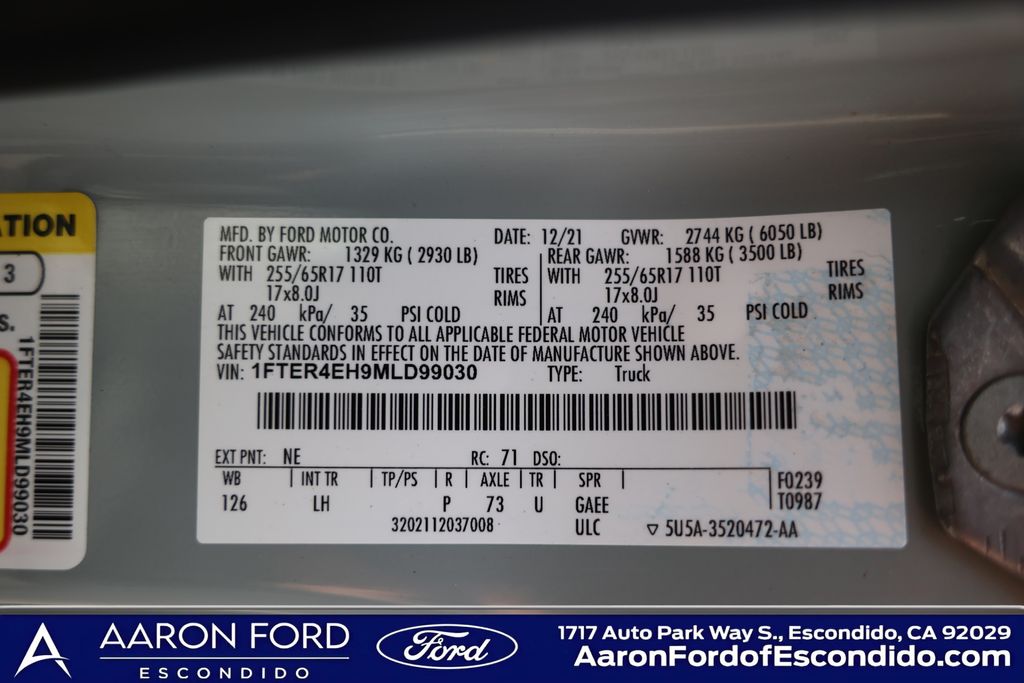 ATION
3
S.
1FTER4EH9MLD99030
MFD. BY FORD MOTOR CO. DATE: 12/21 GVWR: 2744 KG ( 6050 LB)
FRONT GAWR: 1329 KG ( 2930 LB) REAR GAWR: 1588 KG ( 3500 LB)
WITH 255/65R17 110T TIRES WITH 255/65R17 110T TIRES
17x8.0J RIMS 17x8.0J RIMS
AT 240 kPa/ 35 PSI COLD AT 240 kPa/ 35 PSI COLD
THIS VEHICLE CONFORMS TO ALL APPLICABLE FEDERAL MOTOR VEHICLE
SAFETY STANDARDS IN EFFECT ON THE DATE OF MANUFACTURE SHOWN ABOVE.
VIN: 1FTER4EH9MLD99030 TYPE: Truck
EXT PNT: NE RC: 71 DSO:
WB INT TR TP/PS R AXLE TR SPR F0239
126 LH P 73 U GAEE T0987
3202112037008 ULC ▽ 5U5A-3520472-AA
AARON FORD
ESCONDIDO
Ford
1717 Auto Park Way S., Escondido, CA 92029
AaronFordofEscondido.com